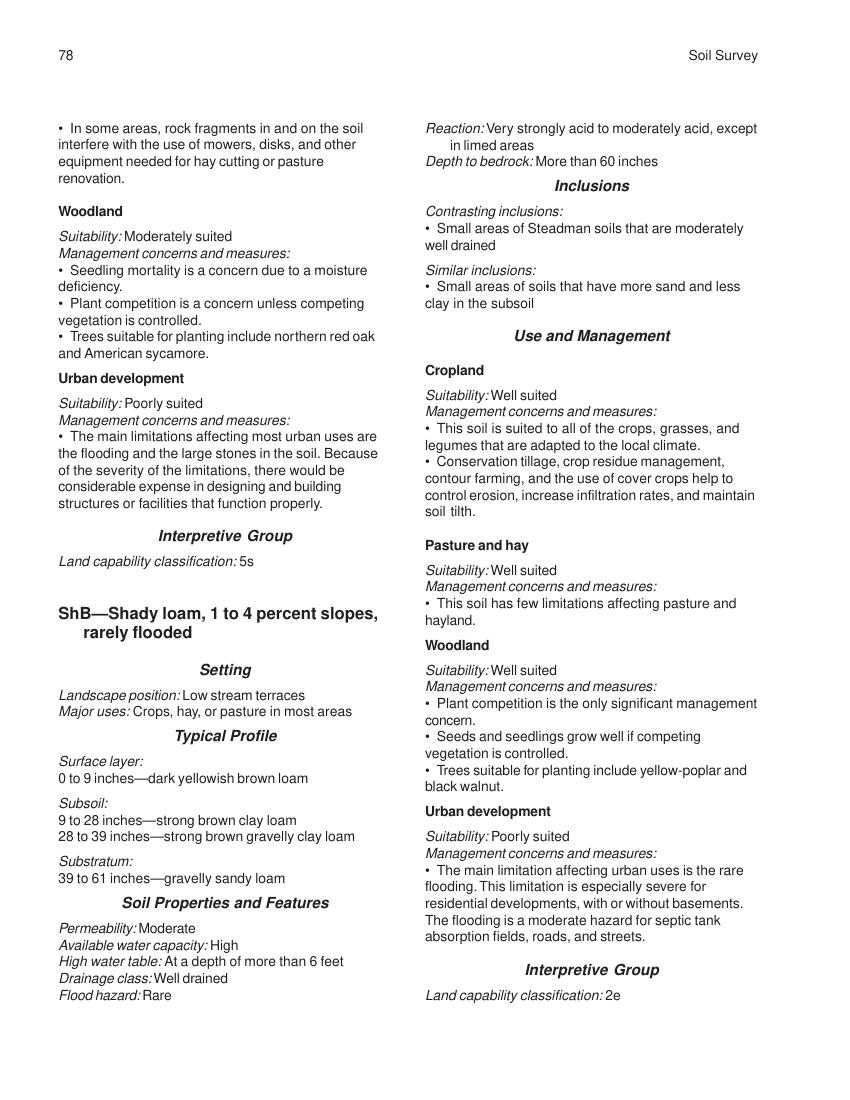 78
Soil Survey
• In some areas, rock fragments in and on the soil
interfere with the use of mowers, disks, and other
equipment needed for hay cutting or pasture
renovation.
Woodland
Suitability: Moderately suited
Management concerns and measures:
• Seedling mortality is a concern due to a moisture
deficiency.
• Plant competition is a concern unless competing
vegetation is controlled.
• Trees suitable for planting include northern red oak
and American sycamore.
Urban development
Suitability: Poorly suited
Management concerns and measures:
• The main limitations affecting most urban uses are
the flooding and the large stones in the soil. Because
of the severity of the limitations, there would be
considerable expense in designing and building
structures or facilities that function properly.
Interpretive Group
Land capability classification: 5s
ShB—Shady loam, 1 to 4 percent slopes,
rarely flooded
Setting
Landscape position: Low stream terraces
Major uses: Crops, hay, or pasture in most areas
Typical Profile
Surface layer:
0 to 9 inches—dark yellowish brown loam
Subsoil:
9 to 28 inches—strong brown clay loam
28 to 39 inches—strong brown gravelly clay loam
Substratum:
39 to 61 inches—gravelly sandy loam
Soil Properties and Features
Permeability: Moderate
Available water capacity: High
High water table: At a depth of more than 6 feet
Drainage class: Well drained
Flood hazard: Rare
Reaction: Very strongly acid to moderately acid, except
in limed areas
Depth to bedrock: More than 60 inches
Inclusions
Contrasting inclusions:
• Small areas of Steadman soils that are moderately
well drained
Similar inclusions:
• Small areas of soils that have more sand and less
clay in the subsoil
Use and Management
Cropland
Suitability: Well suited
Management concerns and measures:
• This soil is suited to all of the crops, grasses, and
legumes that are adapted to the local climate.
• Conservation tillage, crop residue management,
contour farming, and the use of cover crops help to
control erosion, increase infiltration rates, and maintain
soil tilth.
Pasture and hay
Suitability: Well suited
Management concerns and measures:
• This soil has few limitations affecting pasture and
hayland.
Woodland
Suitability: Well suited
Management concerns and measures:
• Plant competition is the only significant management
concern.
• Seeds and seedlings grow well if competing
vegetation is controlled.
• Trees suitable for planting include yellow-poplar and
black walnut.
Urban development
Suitability: Poorly suited
Management concerns and measures:
• The main limitation affecting urban uses is the rare
flooding. This limitation is especially severe for
residential developments, with or without basements.
The flooding is a moderate hazard for septic tank
absorption fields, roads, and streets.
Interpretive Group
Land capability classification: 2e